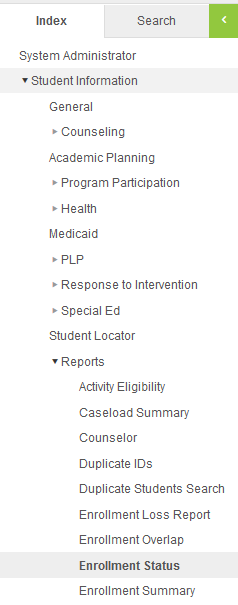 Index Search
System Administrator
Student Information
General
Counseling
Academic Planning
Program Participation
Health
Medicaid
PLP
Response to Intervention
Special Ed
Student Locator
Reports
Activity Eligibility
Caseload Summary
Counselor
Duplicate IDs
Duplicate Students Search
Enrollment Loss Report
Enrollment Overlap
Enrollment Status
Enrollment Summary